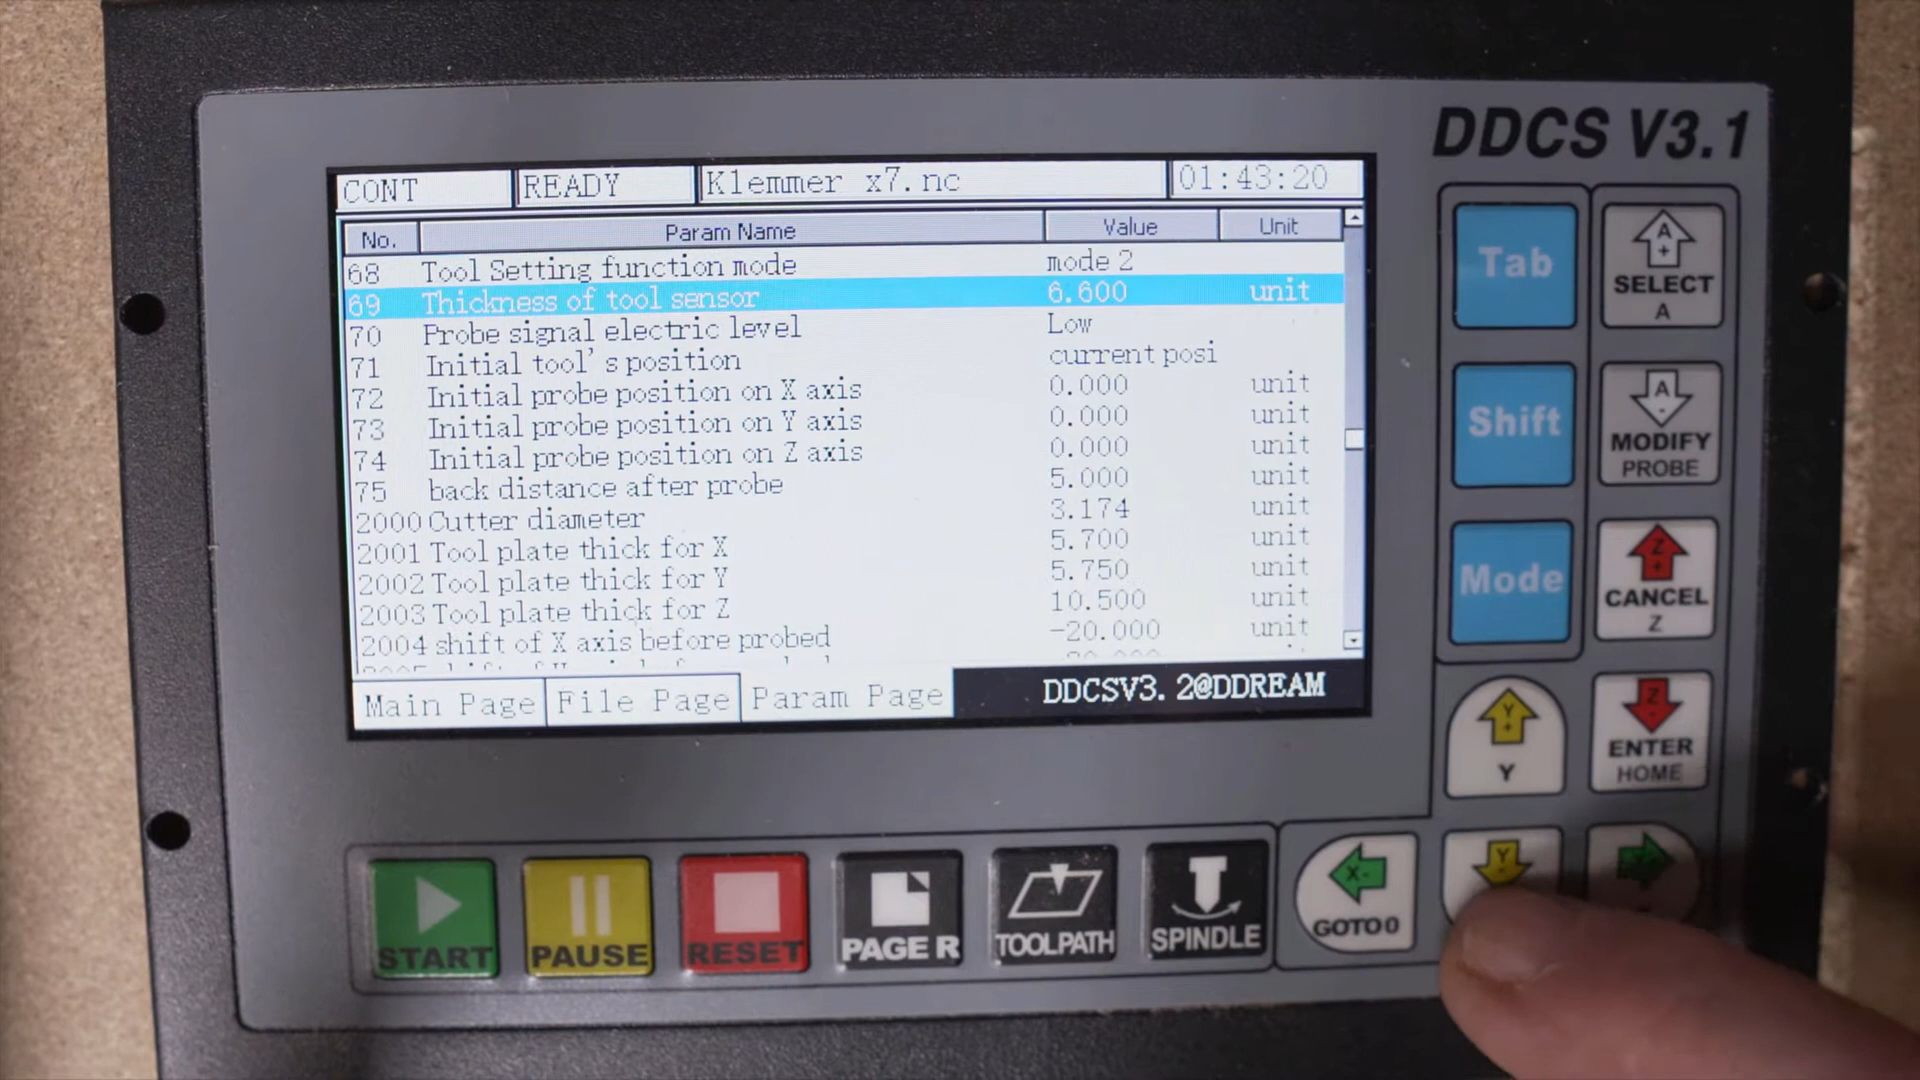 DDCS V3.1
CONT READY Klemmer x7.nc 01:43:20
No. Param Name Value Unit
68 Tool Setting function mode mode 2
69 Thickness of tool sensor 6.600 unit
70 Probe signal electric level Low
71 Initial tool's position current posi
72 Initial probe position on X axis 0.000 unit
73 Initial probe position on Y axis 0.000 unit
74 Initial probe position on Z axis 0.000 unit
75 back distance after probe 5.000 unit
2000 Cutter diameter 3.174 unit
2001 Tool plate thick for X 5.700 unit
2002 Tool plate thick for Y 5.750 unit
2003 Tool plate thick for Z 10.500 unit
2004 shift of X axis before probed -20.000 unit
Main Page File Page Param Page DDCSV3.2@DDREAM
Tab
A+
SELECT
A
Shift
A-
MODIFY
PROBE
Mode
Z+
CANCEL
Z
Y+
Y
Z-
ENTER
HOME
START PAUSE RESET PAGE R TOOLPATH SPINDLE
X-
GOTO0
Y-